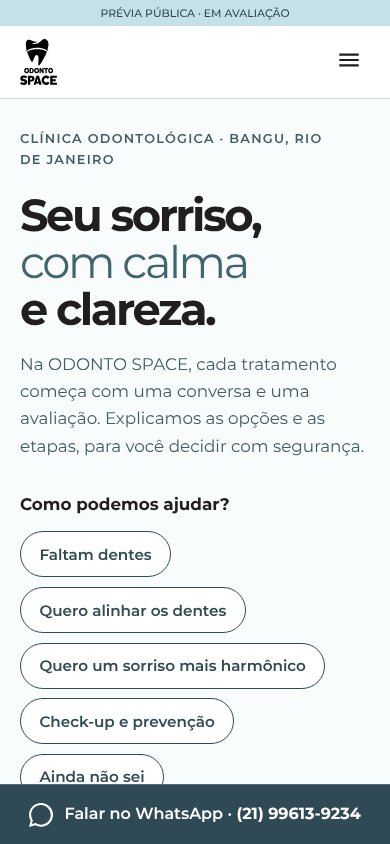 PRÉVIA PÚBLICA · EM AVALIAÇÃO
ODONTO
SPACE
CLÍNICA ODONTOLÓGICA · BANGU, RIO
DE JANEIRO
Seu sorriso,
com calma
e clareza.
Na ODONTO SPACE, cada tratamento
começa com uma conversa e uma
avaliação. Explicamos as opções e as
etapas, para você decidir com segurança.
Como podemos ajudar?
Faltam dentes
Quero alinhar os dentes
Quero um sorriso mais harmônico
Check-up e prevenção
Ainda não sei
Falar no WhatsApp · (21) 99613-9234